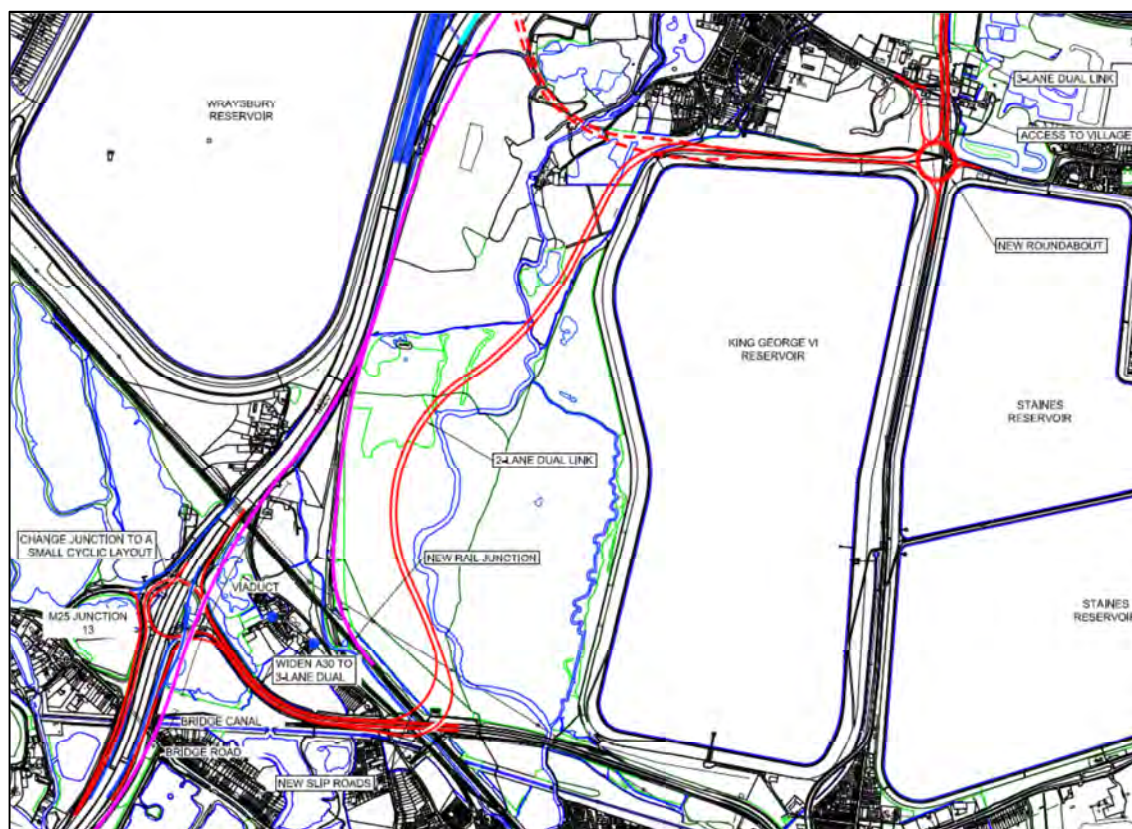 WRAYSBURY
RESERVOIR
3-LANE DUAL LINK
ACCESS TO VILLAGE
NEW ROUNDABOUT
KING GEORGE VI
RESERVOIR
STAINES
RESERVOIR
M25
2-LANE DUAL LINK
CHANGE JUNCTION TO A
SMALL CYCLIC LAYOUT
NEW RAIL JUNCTION
VIADUCT
M25 JUNCTION
13
STAINES
RESERVOIR
WIDEN A30 TO
3-LANE DUAL
BRIDGE CANAL
BRIDGE ROAD
NEW SLIP ROADS